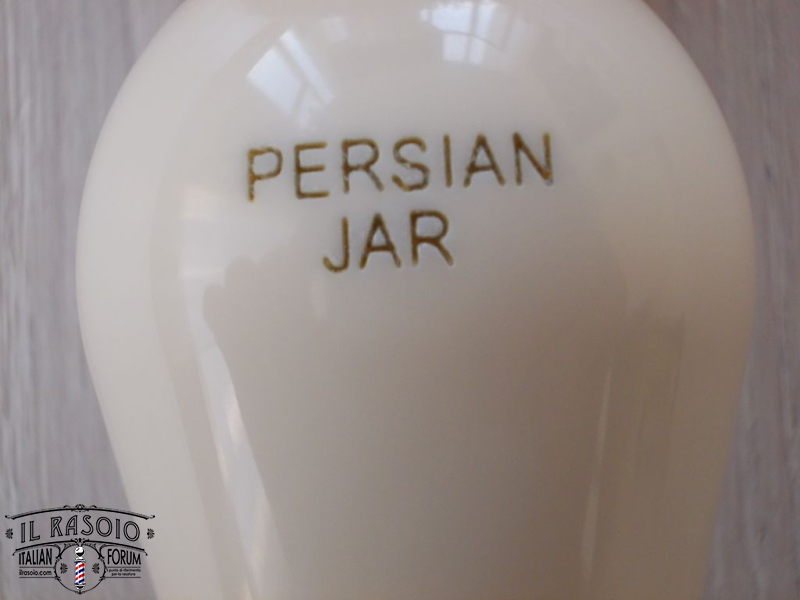 PERSIAN
JAR
IL RASOIO
ITALIAN FORUM
ilrasoio.com